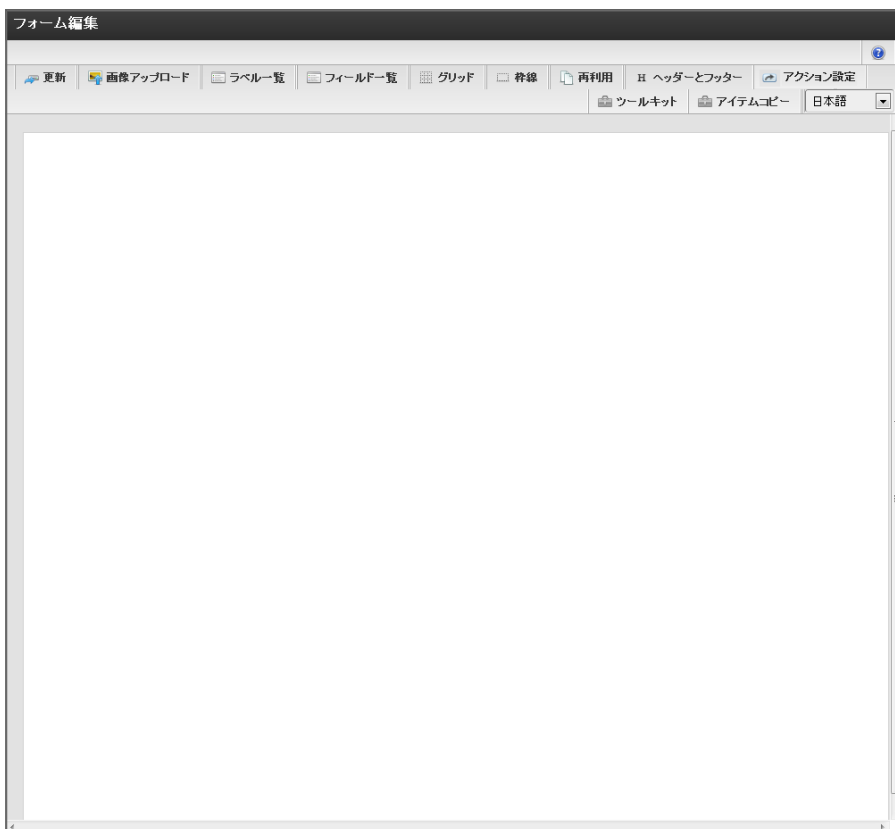 フォーム編集
更新 画像アップロード ラベル一覧 フィールド一覧 グリッド 枠線 再利用 H ヘッダーとフッター アクション設定
ツールキット アイテムコピー 日本語